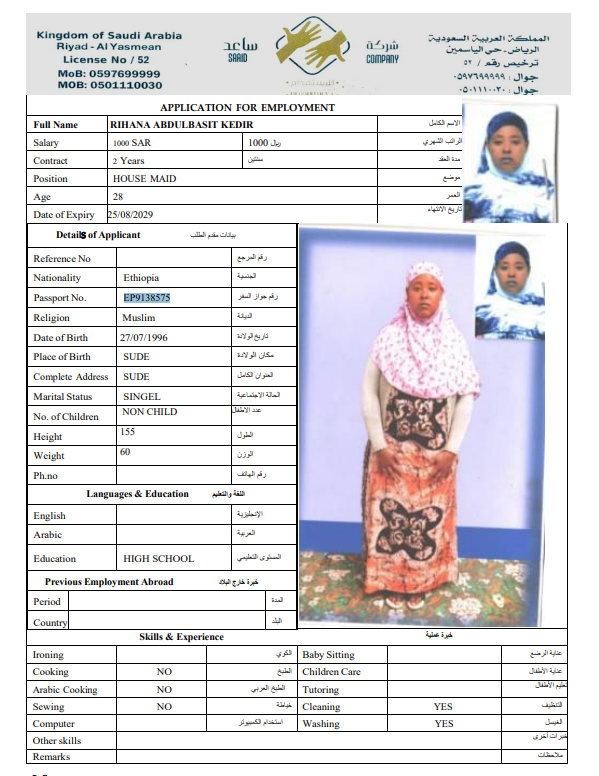 Kingdom of Saudi Arabia
Riyad - Al Yasmean
License No / 52
MoB: 0597699999
MOB: 0501110030
ساعد
SAAID
شركة
COMPANY
المملكة العربية السعودية
الرياض - حي الياسمين
ترخيص رقم / ٥٢
جوال : ٠٥٩٧٦٩٩٩٩٩
جوال : ٠٥٠١١١٠٠٣٠
APPLICATION FOR EMPLOYMENT
Full Name RIHANA ABDULBASIT KEDIR الاسم الكامل
Salary 1000 SAR 1000 ريال الراتب الشهري
Contract 2 Years سنتين مدة العقد
Position HOUSE MAID موضع
Age 28 العمر
Date of Expiry 25/08/2029 تاريخ الانتهاء
Details of Applicant بيانات مقدم الطلب
Reference No رقم المرجع
Nationality Ethiopia الجنسية
Passport No. EP9138575 رقم جواز السفر
Religion Muslim الديانة
Date of Birth 27/07/1996 تاريخ الولادة
Place of Birth SUDE مكان الولادة
Complete Address SUDE العنوان الكامل
Marital Status SINGEL الحالة الاجتماعية
No. of Children NON CHILD عدد الاطفال
Height 155 الطول
Weight 60 الوزن
Ph.no رقم الهاتف
Languages & Education اللغة والتعليم
English الإنجليزية
Arabic العربية
Education HIGH SCHOOL المستوى التعليمي
Previous Employment Abroad خبرة خارج البلاد
Period المدة
Country البلد
Skills & Experience خبرة عملية
Ironing الكوي Baby Sitting عناية الرضع
Cooking NO الطبخ Children Care عناية الأطفال
Arabic Cooking NO الطبخ العربي Tutoring تعليم الأطفال
Sewing NO خياطة Cleaning YES التنظيف
Computer استخدام الكمبيوتر Washing YES الغسيل
Other skills خبرات أخرى
Remarks ملاحظات